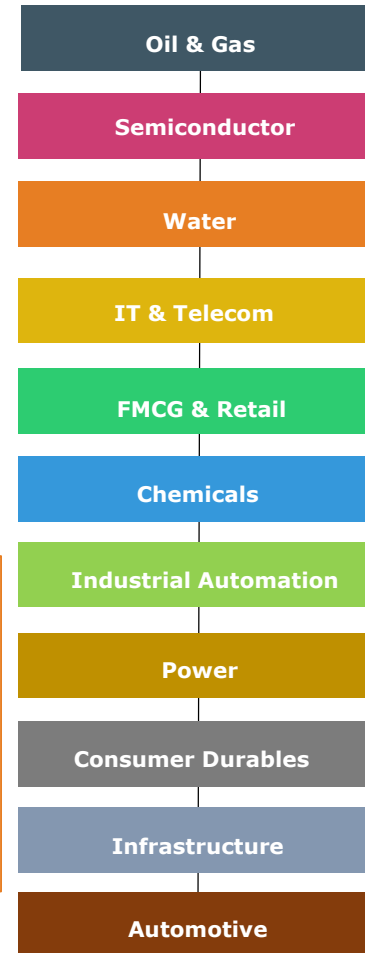 Oil & Gas
Semiconductor
Water
IT & Telecom
FMCG & Retail
Chemicals
Industrial Automation
Power
Consumer Durables
Infrastructure
Automotive